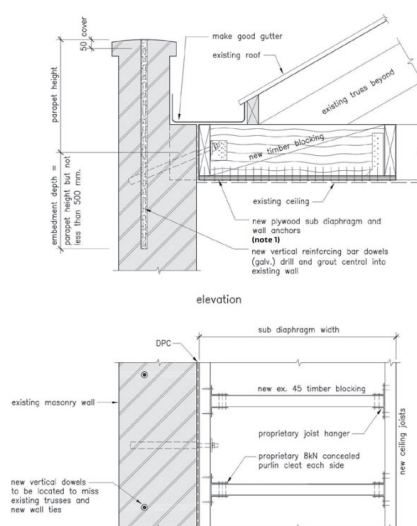 50 cover
parapet height
embedment depth =
parapet height but not
less than 500 mm.
make good gutter
existing roof
existing truss beyond
new timber blocking
existing ceiling
new plywood sub diaphragm and
wall anchors
(note 1)
new vertical reinforcing bar dowels
(galv.) drill and grout central into
existing wall
elevation
sub diaphragm width
DPC
existing masonry wall
new ex. 45 timber blocking
proprietary joist hanger
new ceiling joists
proprietary 8kN concealed
purlin cleat each side
new vertical dowels
to be located to miss
existing trusses and
new wall ties